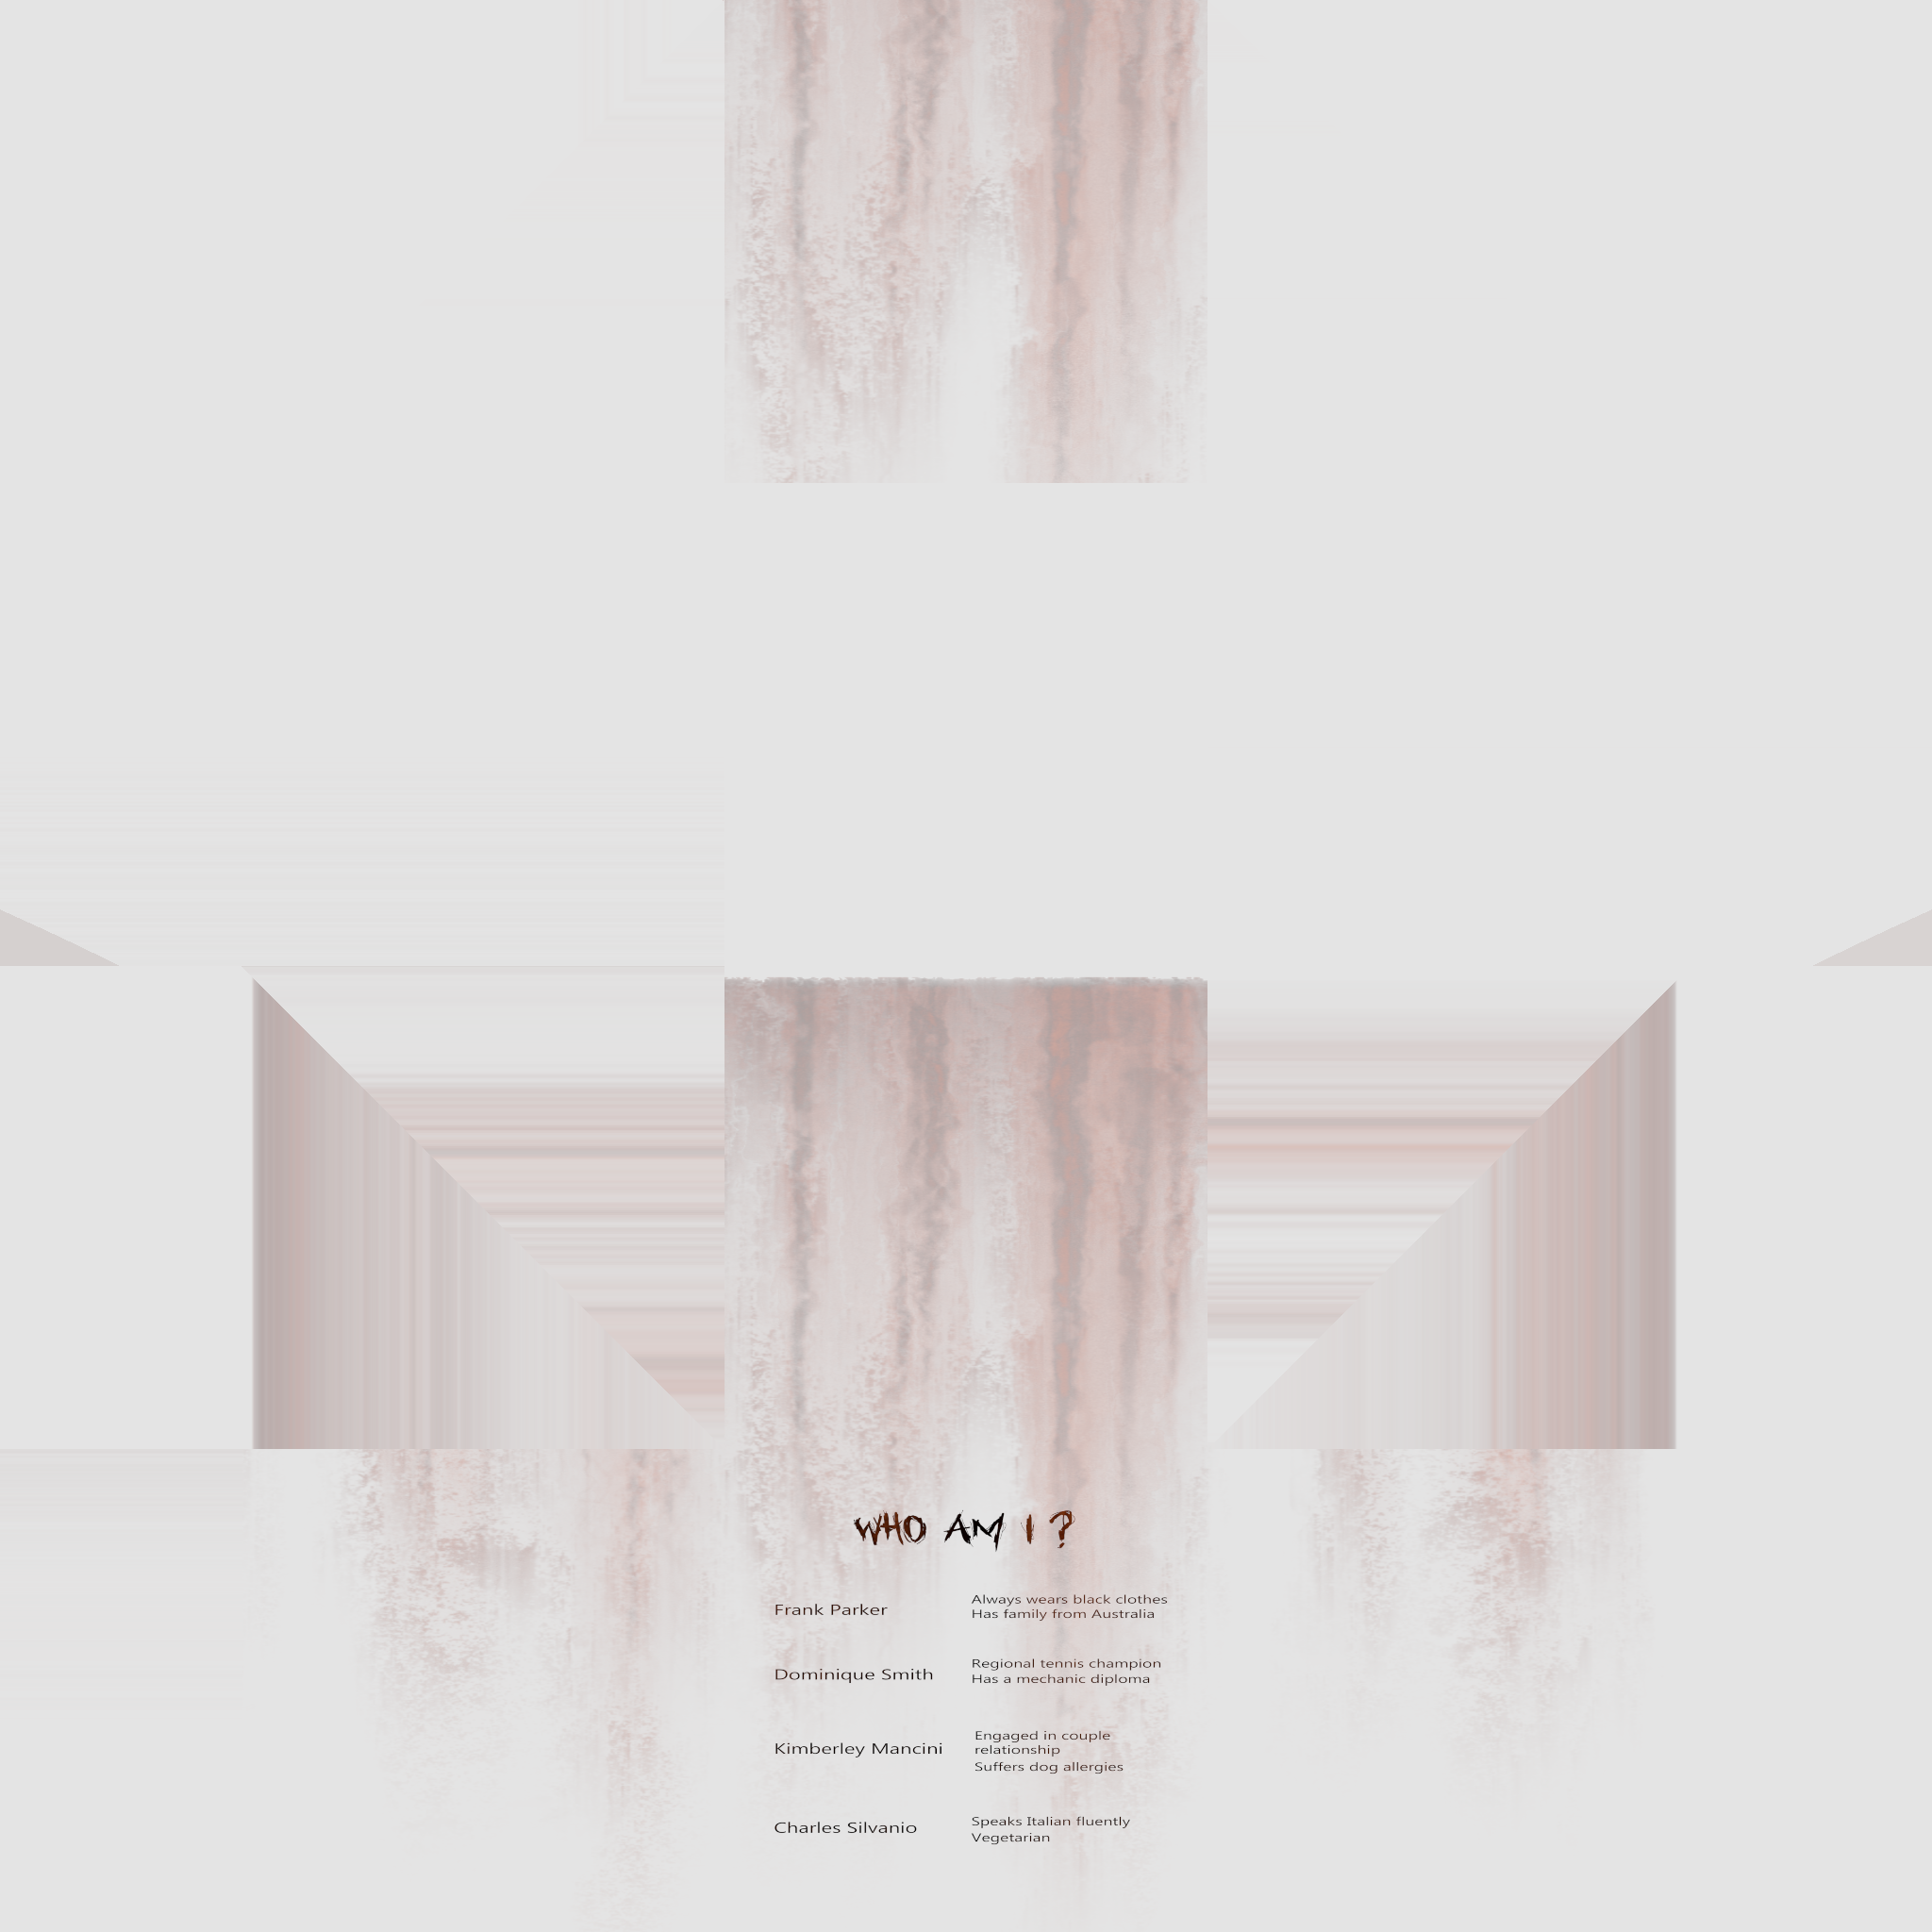 WHO AM I ?
Frank Parker
Always wears black clothes
Has family from Australia
Dominique Smith
Regional tennis champion
Has a mechanic diploma
Kimberley Mancini
Engaged in couple
relationship
Suffers dog allergies
Charles Silvanio
Speaks Italian fluently
Vegetarian